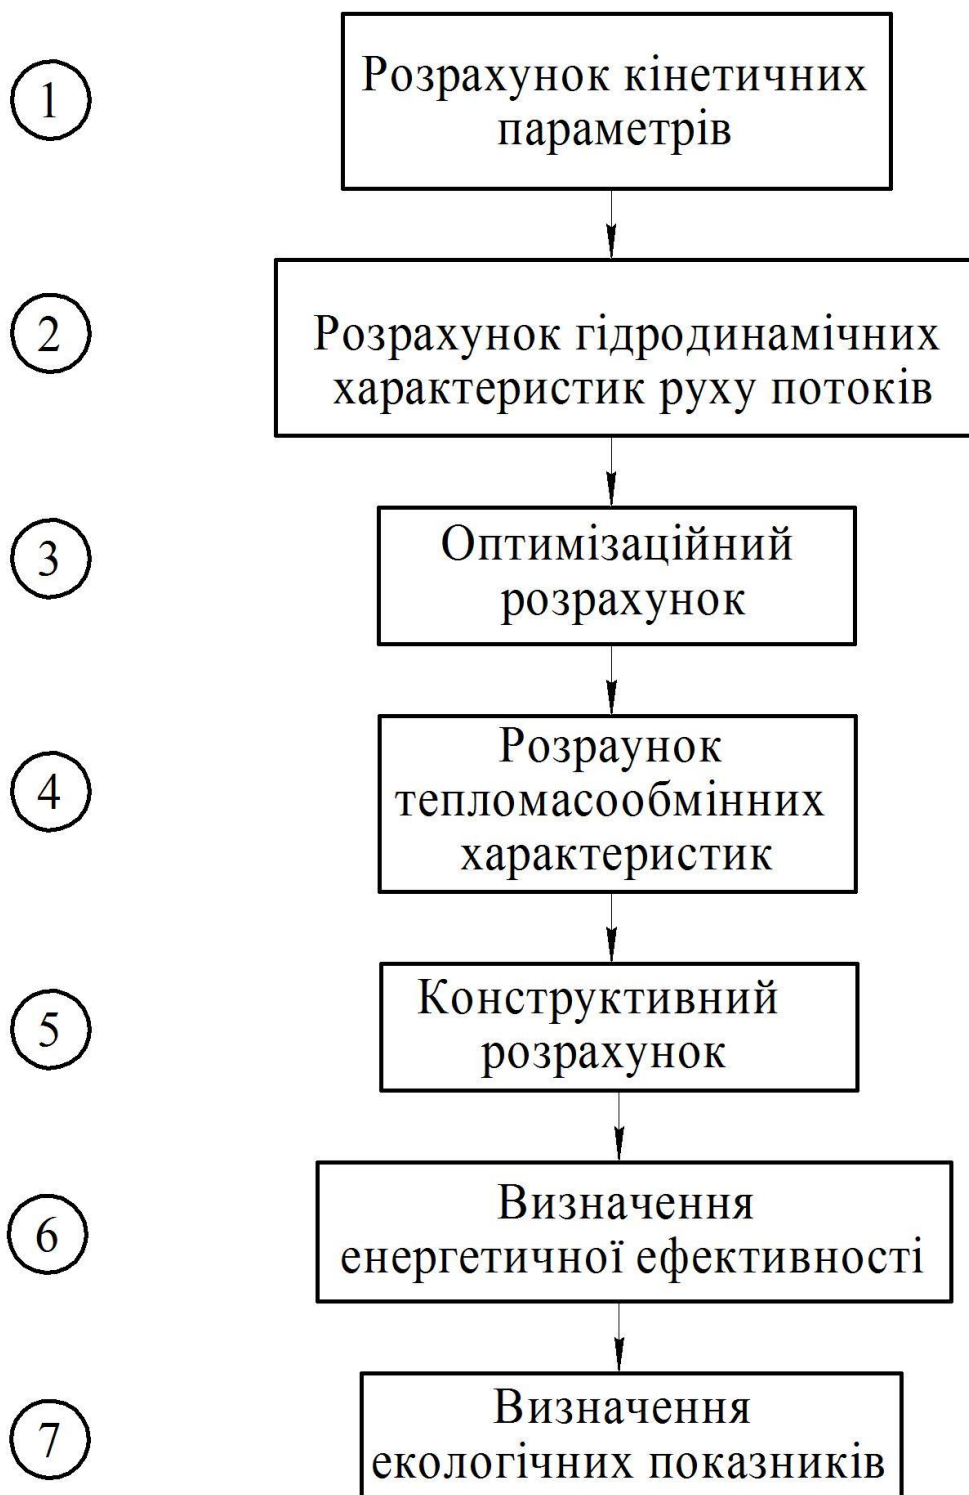 1
Розрахунок кінетичних
параметрів
2
Розрахунок гідродинамічних
характеристик руху потоків
3
Оптимізаційний
розрахунок
4
Розраунок
тепломасообмінних
характеристик
5
Конструктивний
розрахунок
6
Визначення
енергетичної ефективності
7
Визначення
екологічних показників